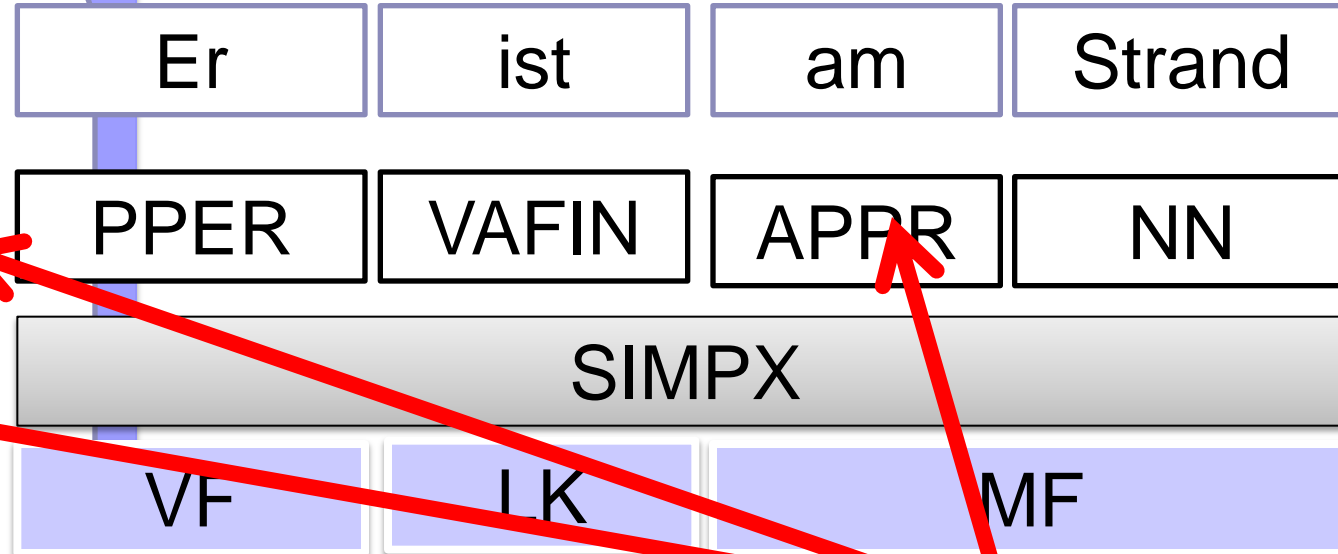 Er ist am Strand
PPER VAFIN APPR NN
SIMPX
VF LK MF